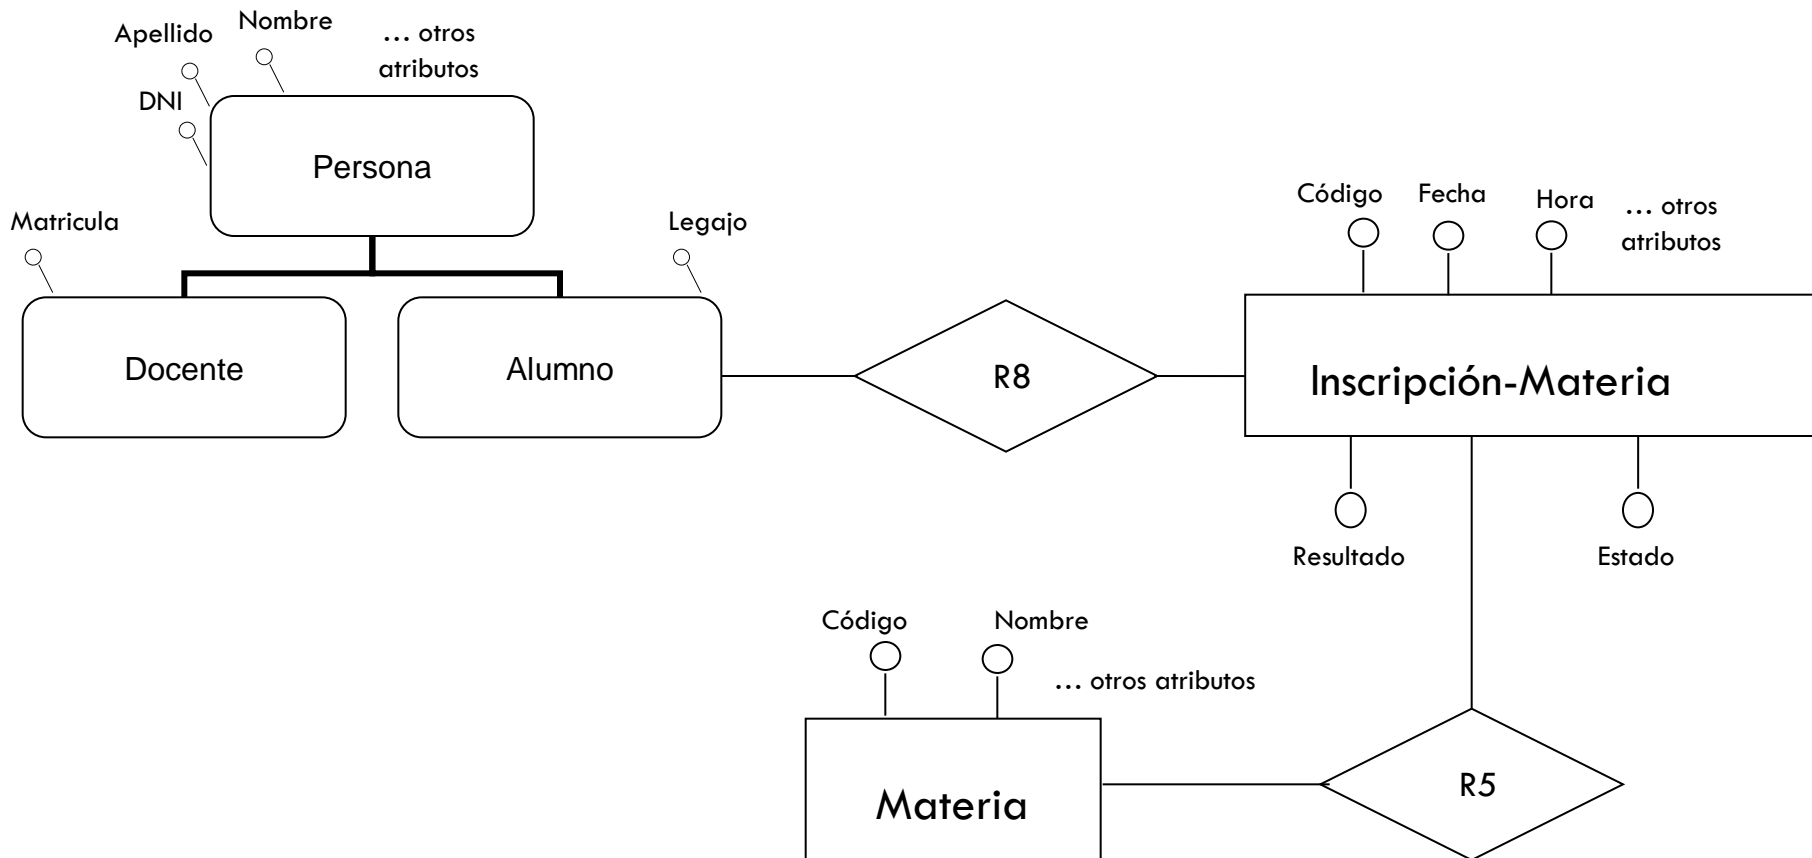 Apellido
Nombre
... otros
atributos
DNI
Persona
Matricula
Legajo
Docente
Alumno
R8
Código
Fecha
Hora
... otros
atributos
Inscripción-Materia
Resultado
Estado
Código
Nombre
... otros atributos
Materia
R5